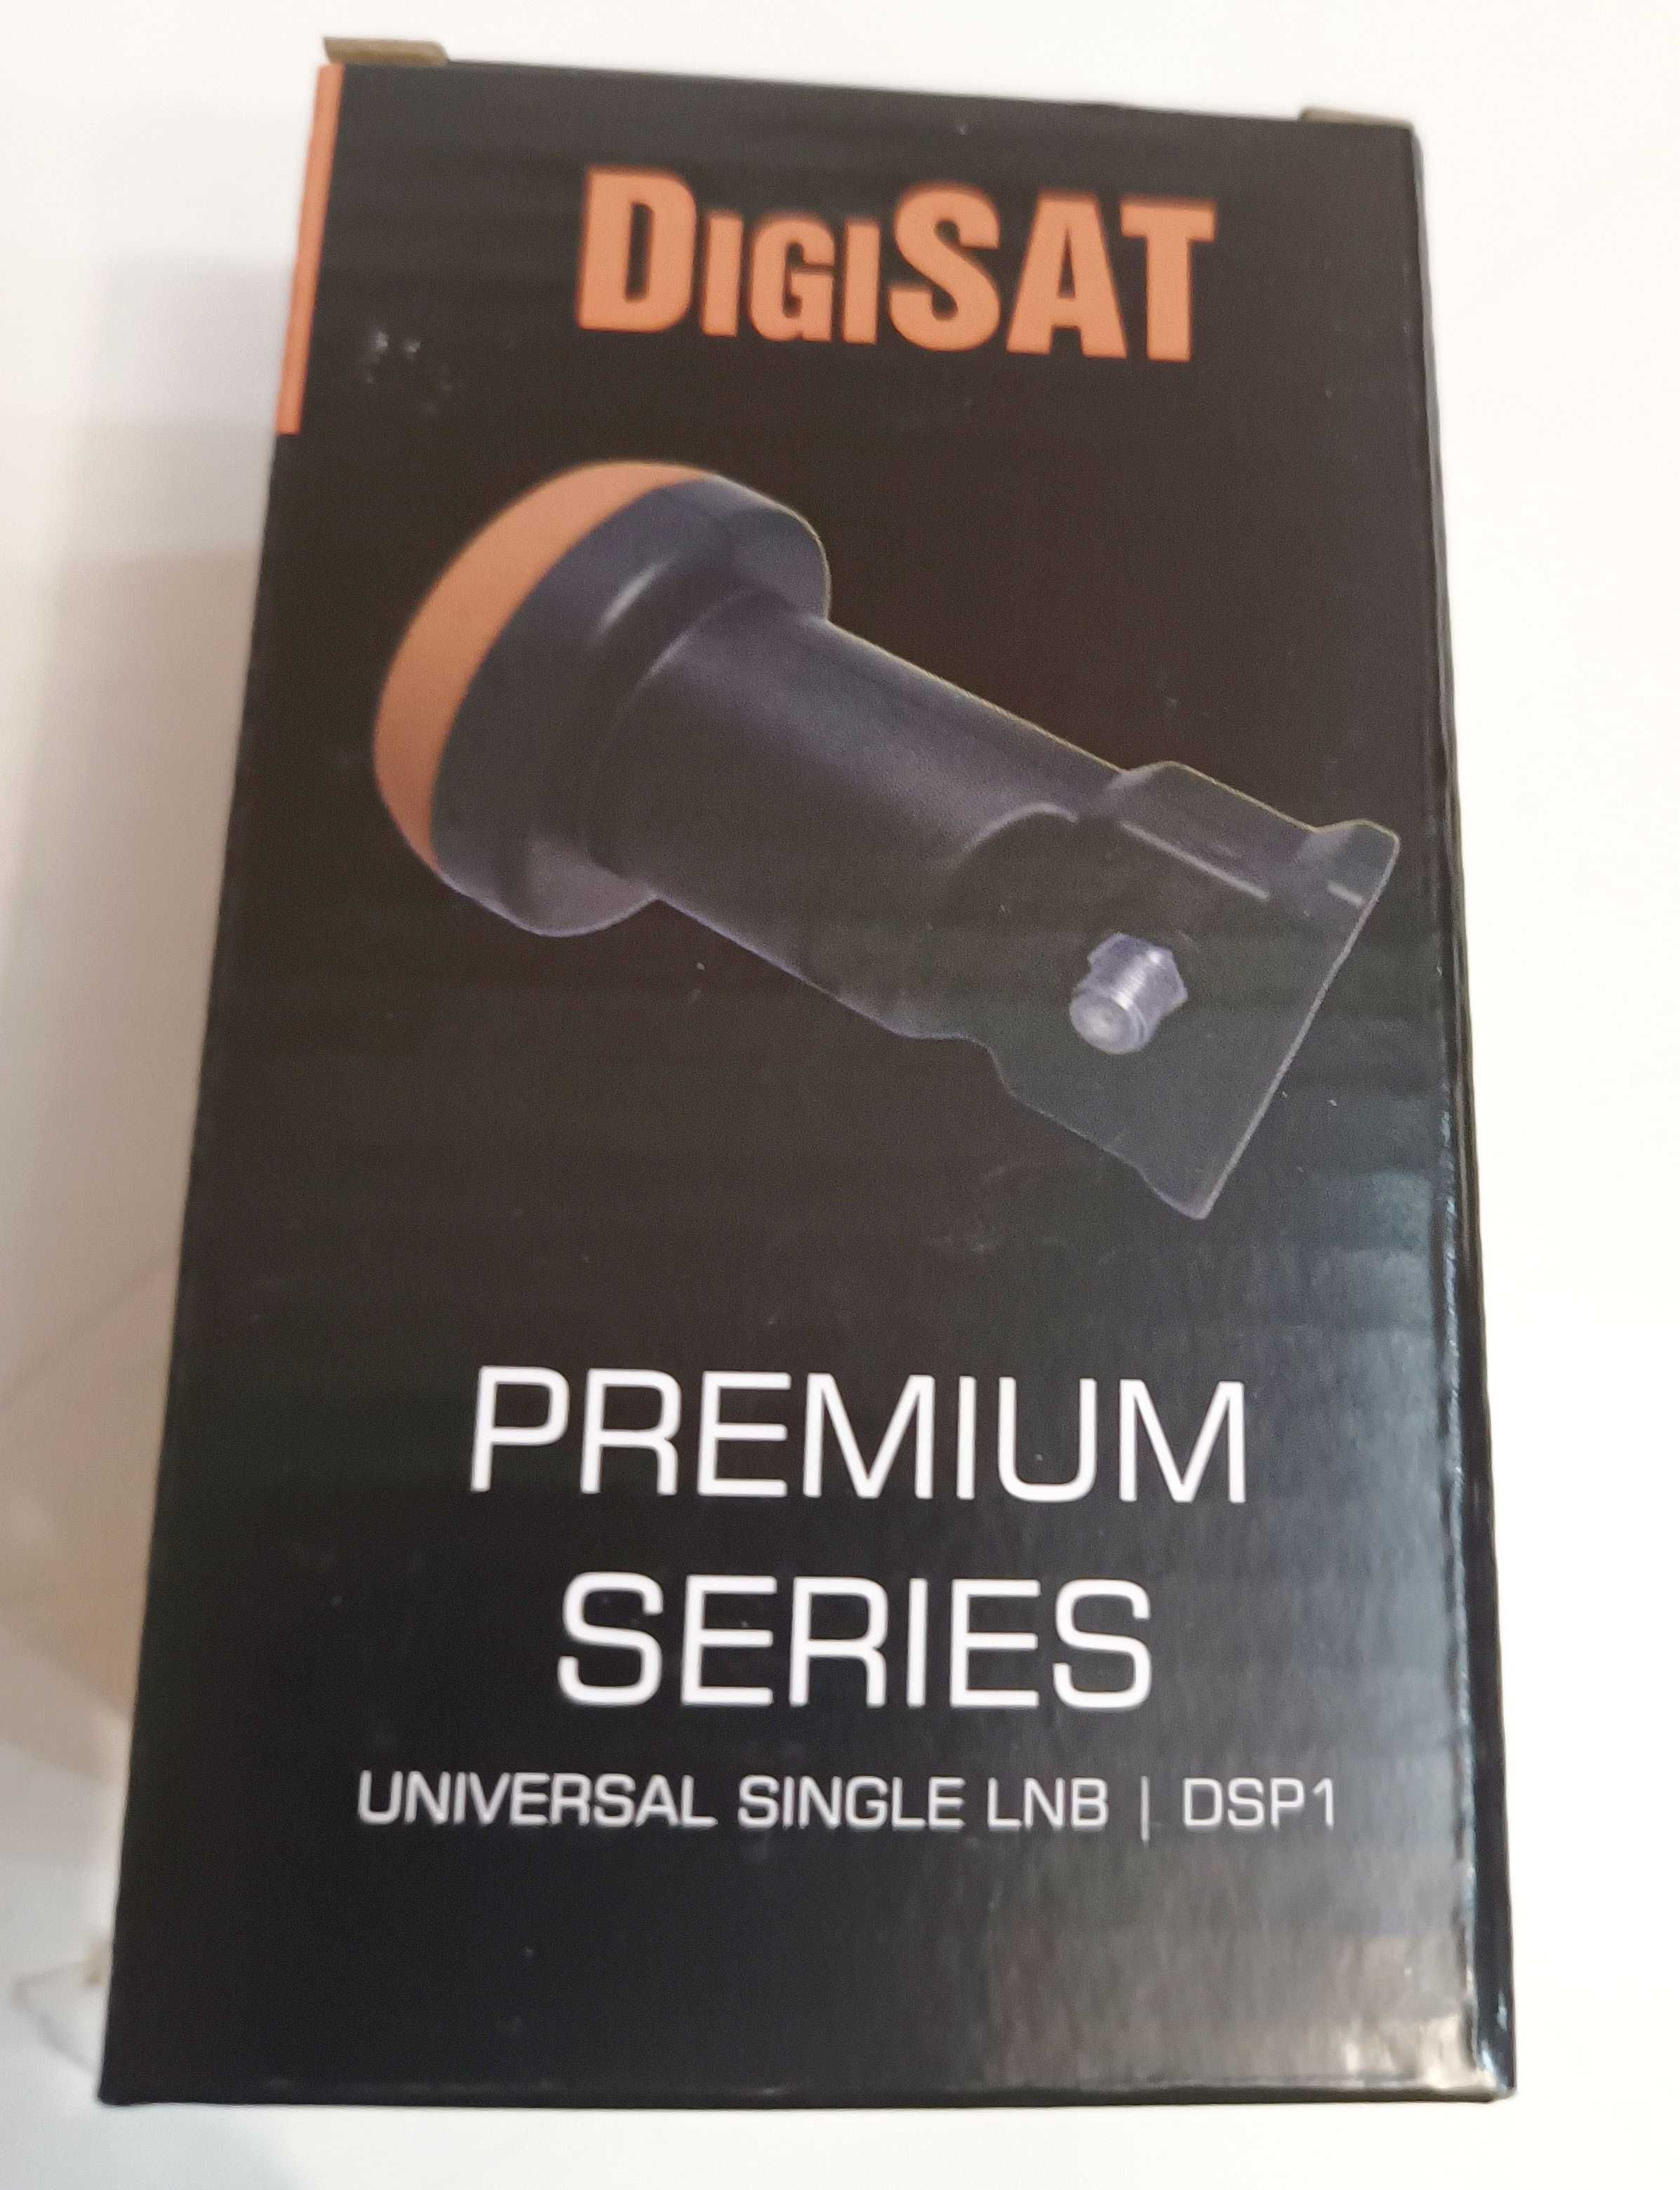 DIGISAT
PREMIUM
SERIES
UNIVERSAL SINGLE LNB | DSP1